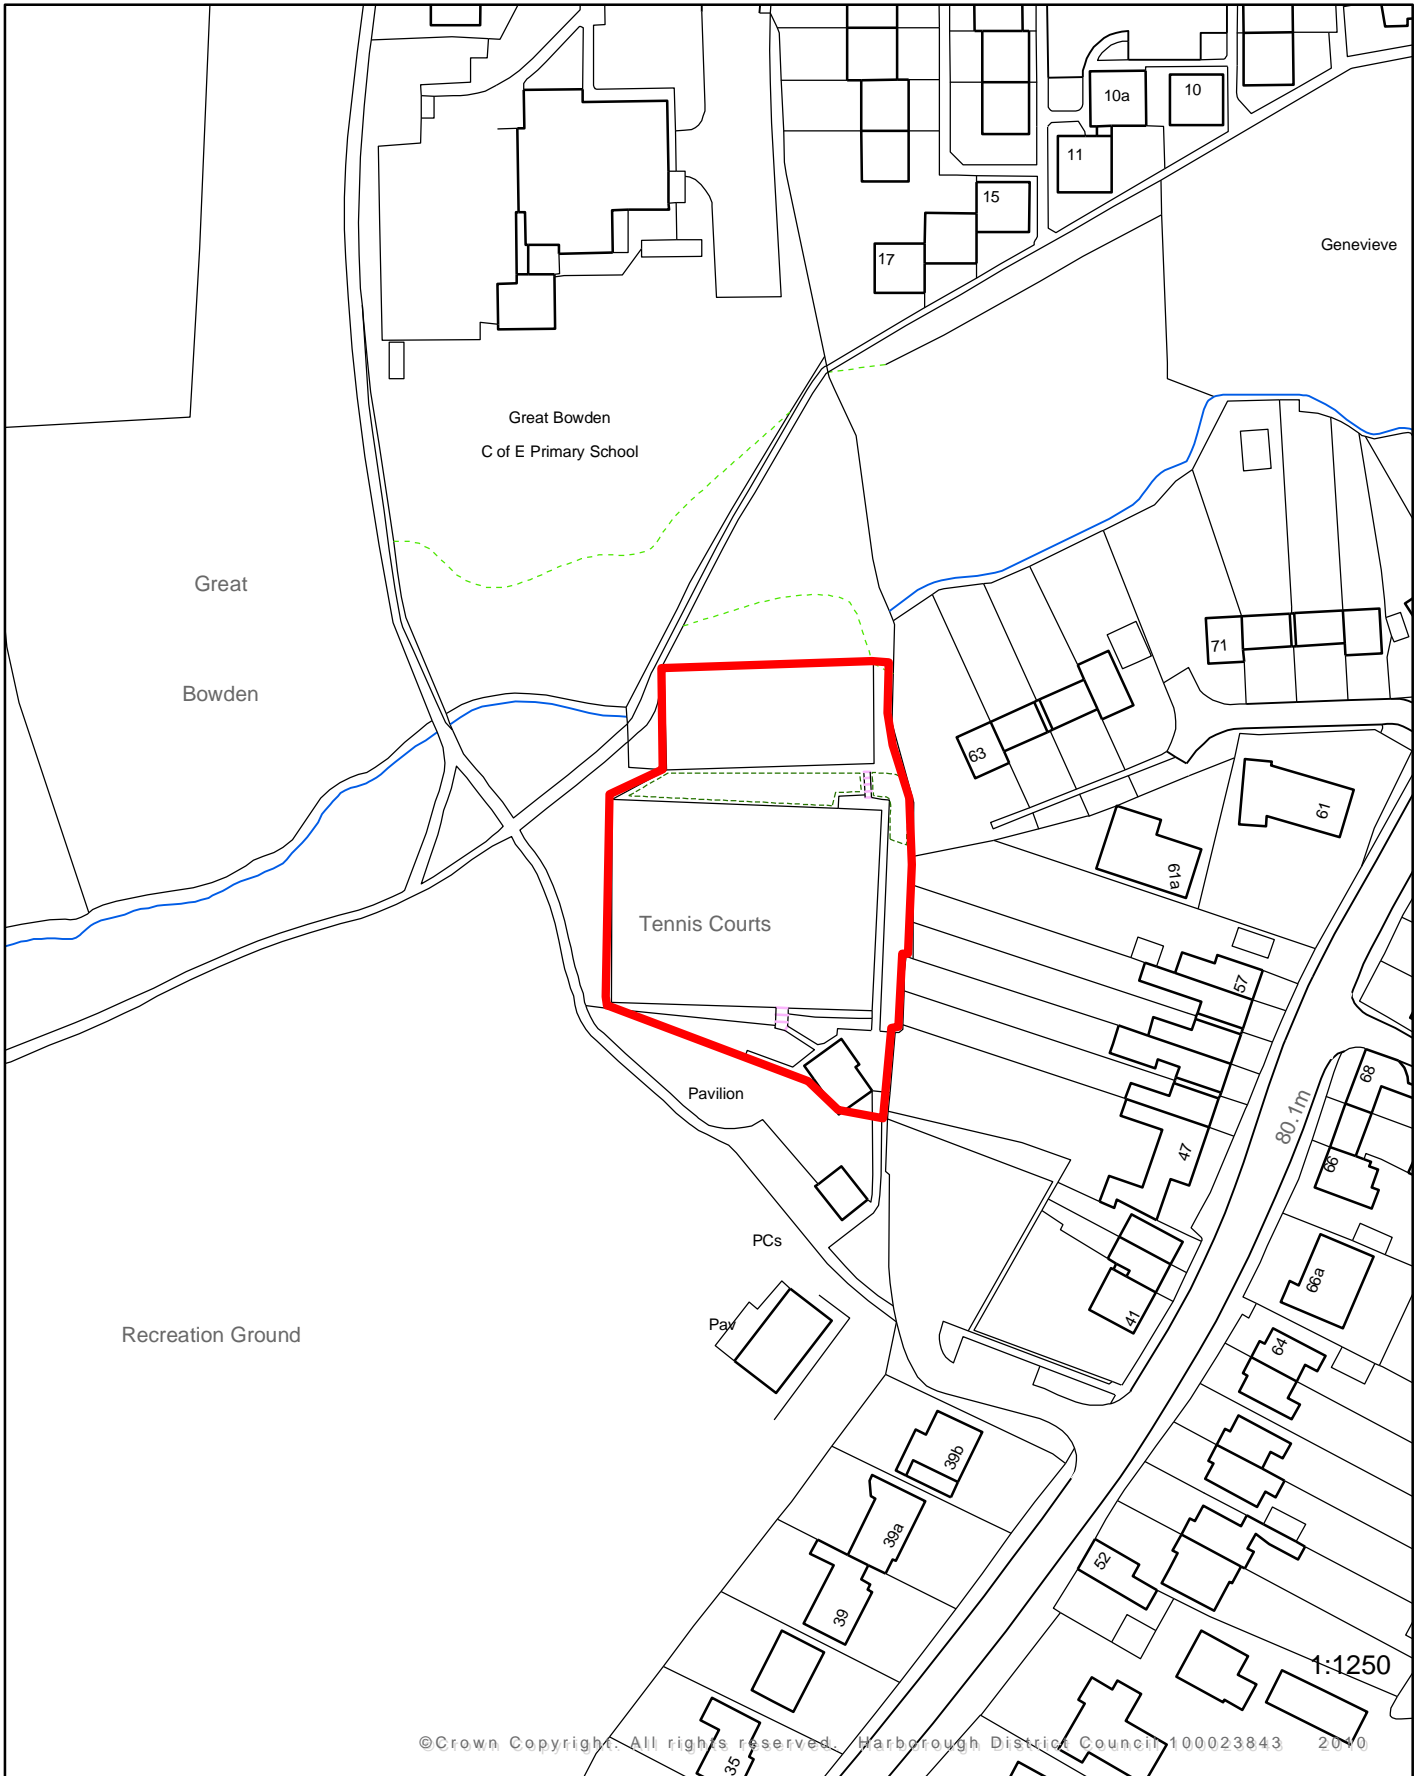 10a
10
11
15
17
Genevieve
Great Bowden
C of E Primary School
Great
Bowden
71
63
61
61a
Tennis Courts
57
68
Pavilion
80.1m
47
66
PCs
66a
41
Pav
Recreation Ground
64
39b
39a
52
39
1:1250
35
©Crown Copyright. All rights reserved. Harborough District Council 100023843 2010